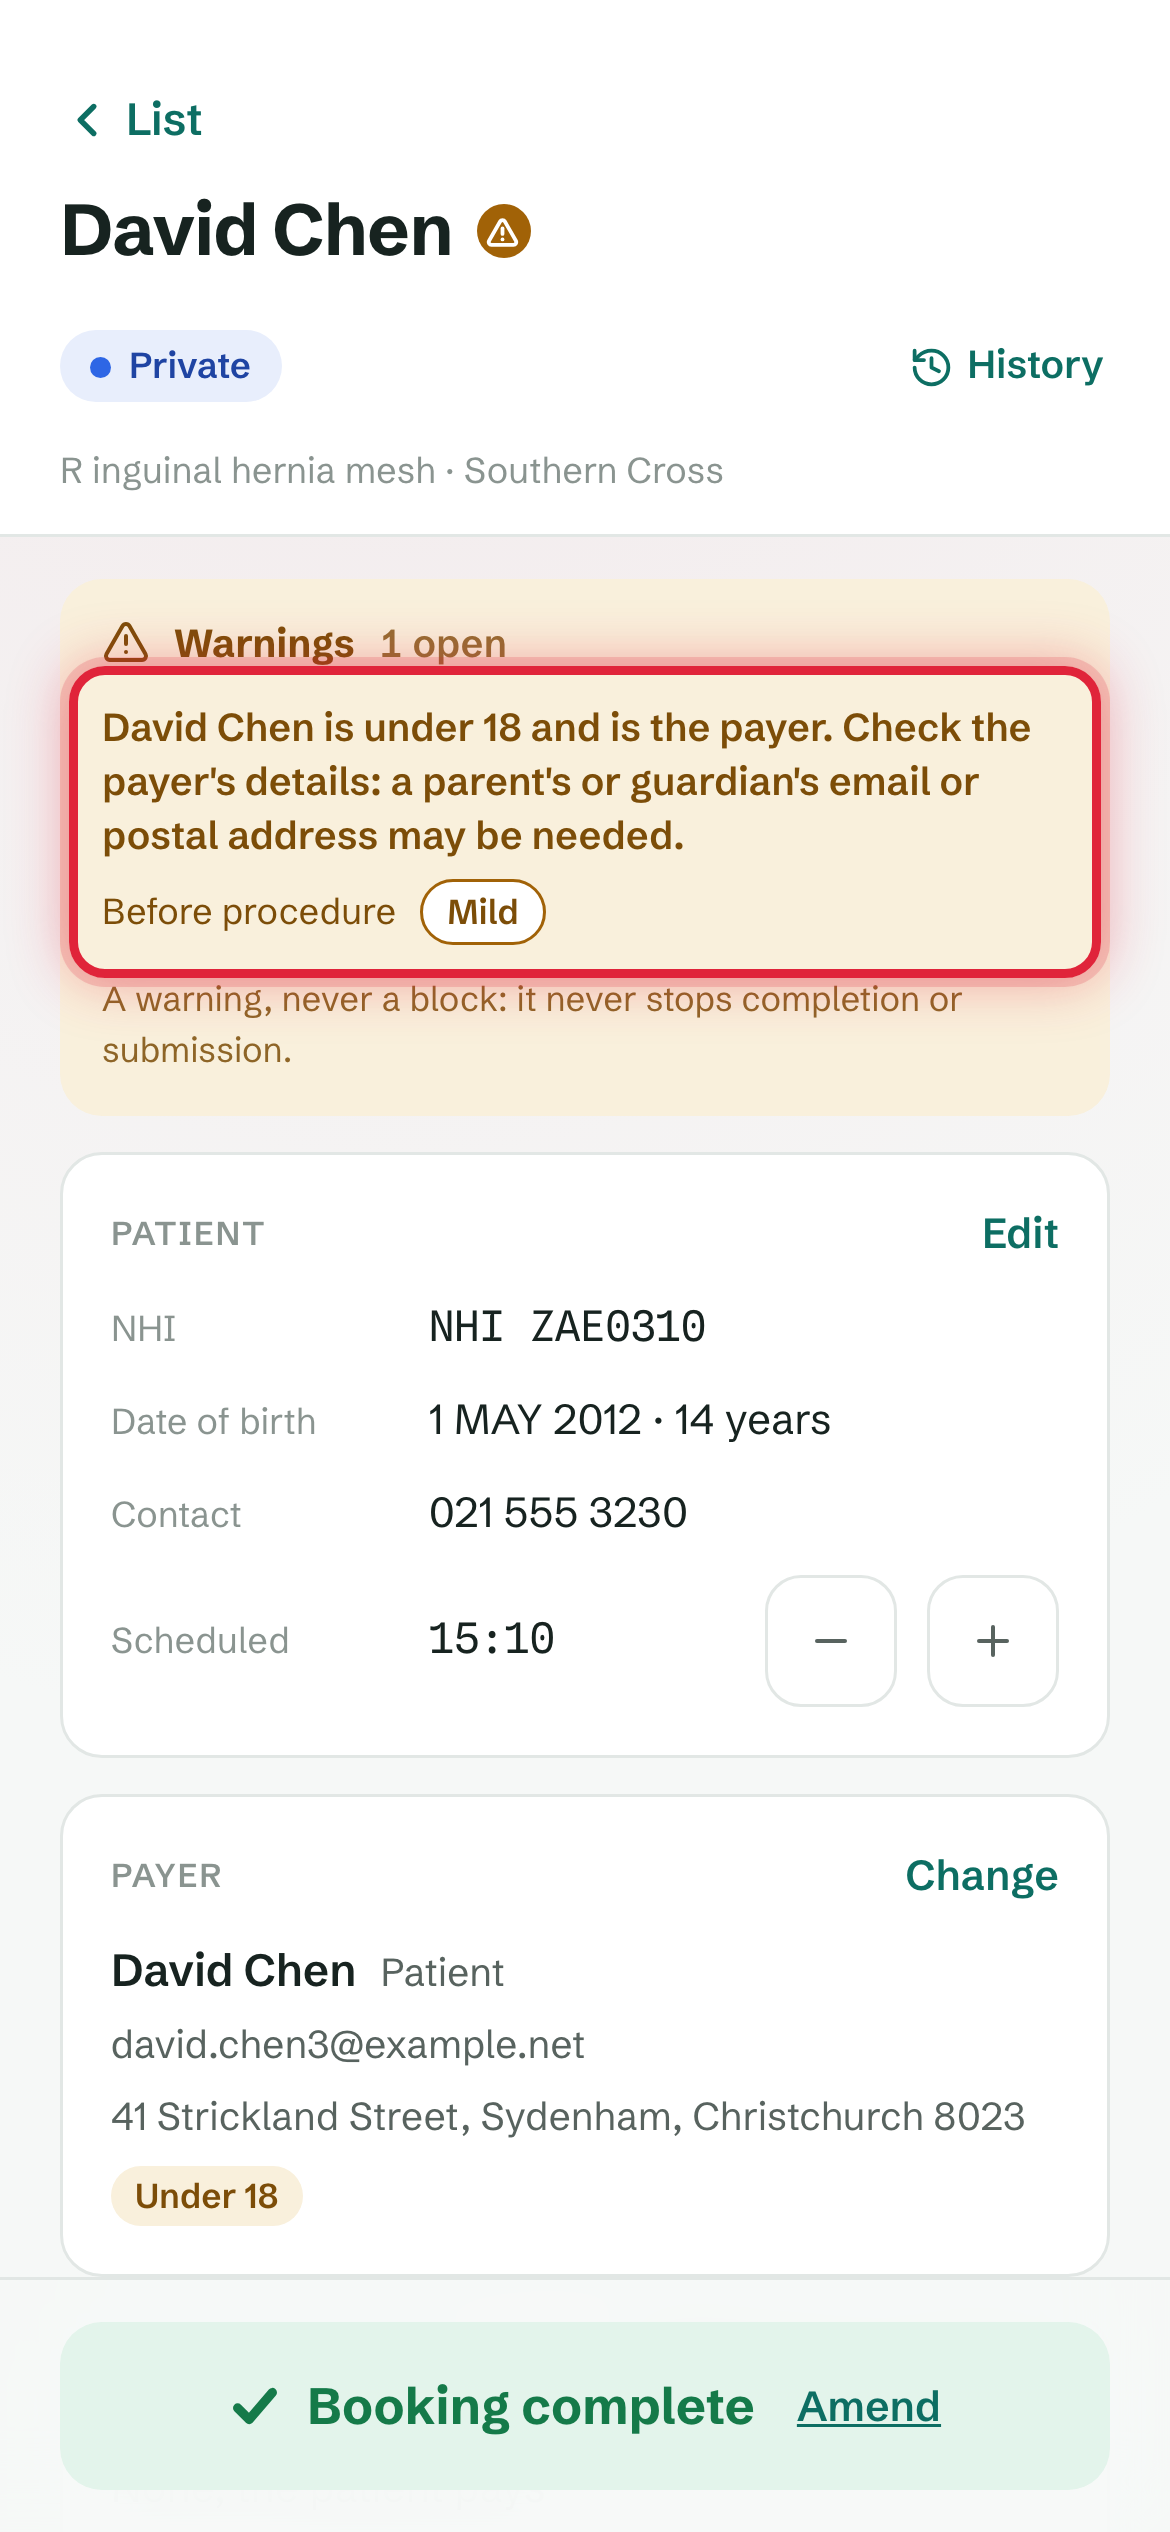 List
David Chen
Private
History
R inguinal hernia mesh · Southern Cross
Warnings 1 open
David Chen is under 18 and is the payer. Check the
payer's details: a parent's or guardian's email or
postal address may be needed.
Before procedure Mild
A warning, never a block: it never stops completion or
submission.
PATIENT Edit
NHI NHI ZAE0310
Date of birth 1 MAY 2012 · 14 years
Contact 021 555 3230
Scheduled 15:10
PAYER Change
David Chen Patient
david.chen3@example.net
41 Strickland Street, Sydenham, Christchurch 8023
Under 18
Booking complete Amend